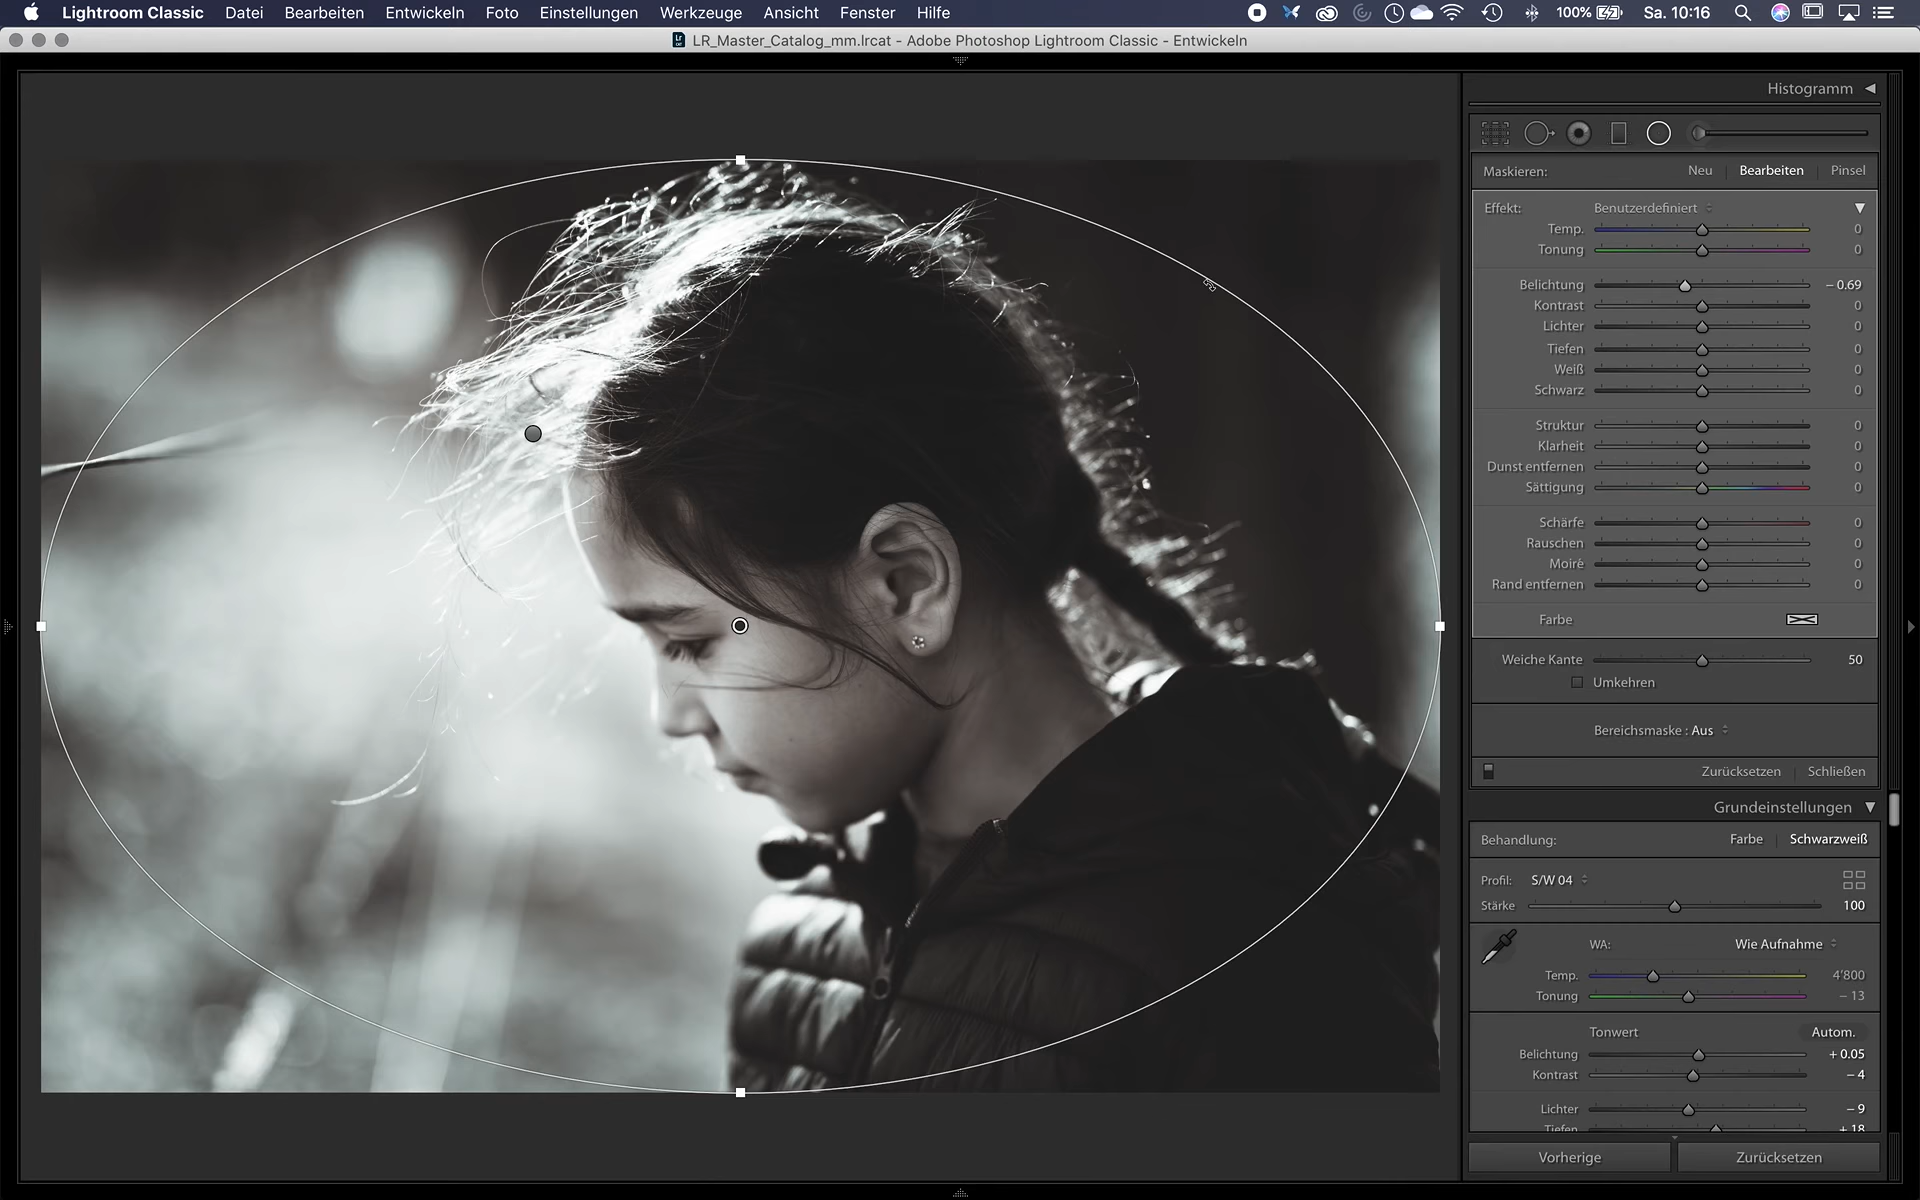 Lightroom Classic Datei Bearbeiten Entwickeln Foto Einstellungen Werkzeuge Ansicht Fenster Hilfe 100% Sa. 10:16
LR_Master_Catalog_mm.lrcat - Adobe Photoshop Lightroom Classic - Entwickeln
Histogramm
Maskieren: Neu Bearbeiten Pinsel
Effekt: Benutzerdefiniert
Temp. 0
Tonung 0
Belichtung – 0.69
Kontrast 0
Lichter 0
Tiefen 0
Weiß 0
Schwarz 0
Struktur 0
Klarheit 0
Dunst entfernen 0
Sättigung 0
Schärfe 0
Rauschen 0
Moiré 0
Rand entfernen 0
Farbe
Weiche Kante 50
Umkehren
Bereichsmaske : Aus
Zurücksetzen Schließen
Grundeinstellungen
Behandlung: Farbe Schwarzweiß
Profil: S/W 04
Stärke 100
WA: Wie Aufnahme
Temp. 4'800
Tonung – 13
Tonwert Autom.
Belichtung + 0.05
Kontrast – 4
Lichter – 9
Tiefen + 18
Vorherige Zurücksetzen